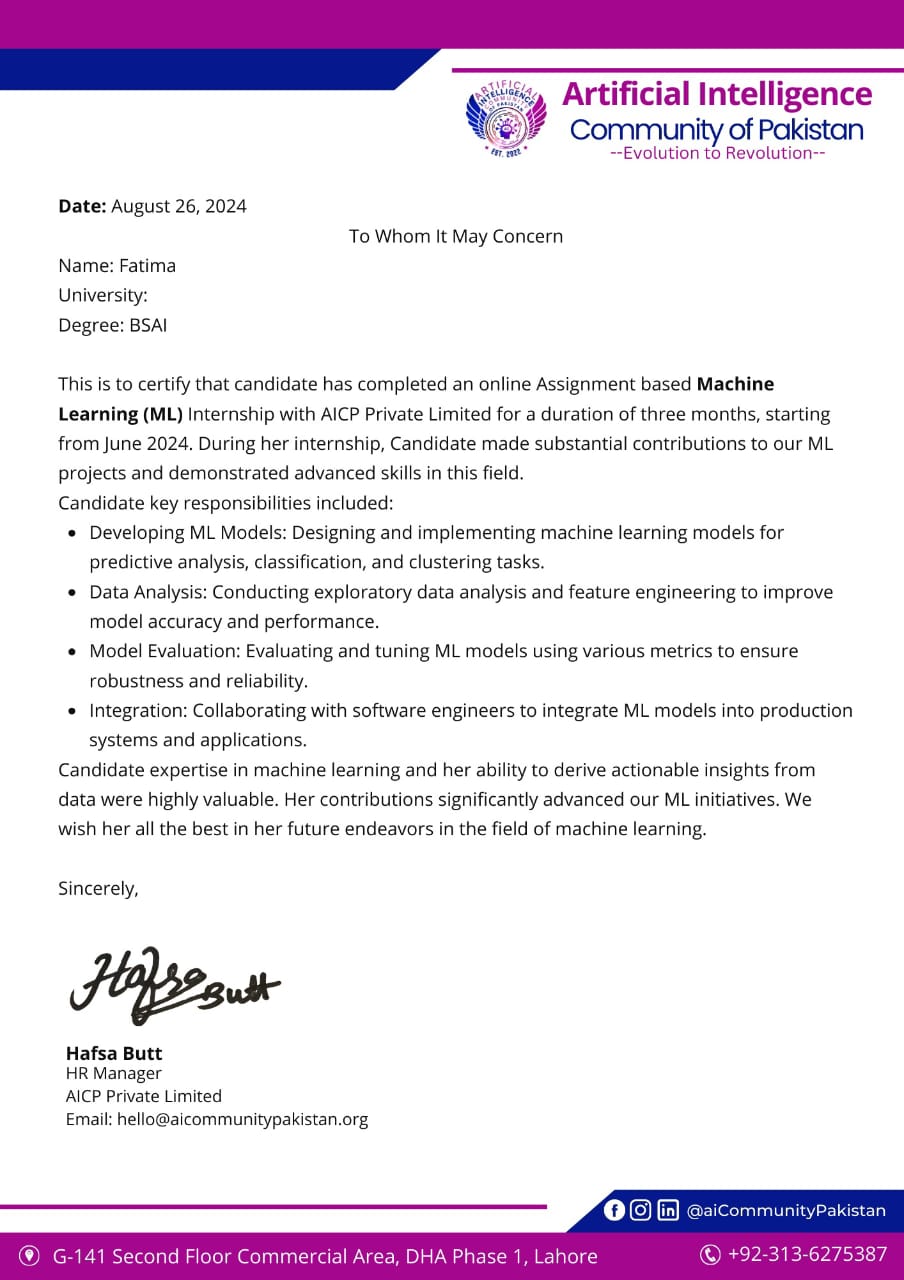 ARTIFICIAL
INTELLIGENCE
COMMUNITY
OF PAKISTAN
EST. 2022
Artificial Intelligence
Community of Pakistan
--Evolution to Revolution--
Date: August 26, 2024
To Whom It May Concern
Name: Fatima
University:
Degree: BSAI
This is to certify that candidate has completed an online Assignment based Machine
Learning (ML) Internship with AICP Private Limited for a duration of three months, starting
from June 2024. During her internship, Candidate made substantial contributions to our ML
projects and demonstrated advanced skills in this field.
Candidate key responsibilities included:
• Developing ML Models: Designing and implementing machine learning models for
predictive analysis, classification, and clustering tasks.
• Data Analysis: Conducting exploratory data analysis and feature engineering to improve
model accuracy and performance.
• Model Evaluation: Evaluating and tuning ML models using various metrics to ensure
robustness and reliability.
• Integration: Collaborating with software engineers to integrate ML models into production
systems and applications.
Candidate expertise in machine learning and her ability to derive actionable insights from
data were highly valuable. Her contributions significantly advanced our ML initiatives. We
wish her all the best in her future endeavors in the field of machine learning.
Sincerely,
Hafsa Butt
Hafsa Butt
HR Manager
AICP Private Limited
Email: hello@aicommunitypakistan.org
@aiCommunityPakistan
G-141 Second Floor Commercial Area, DHA Phase 1, Lahore
+92-313-6275387